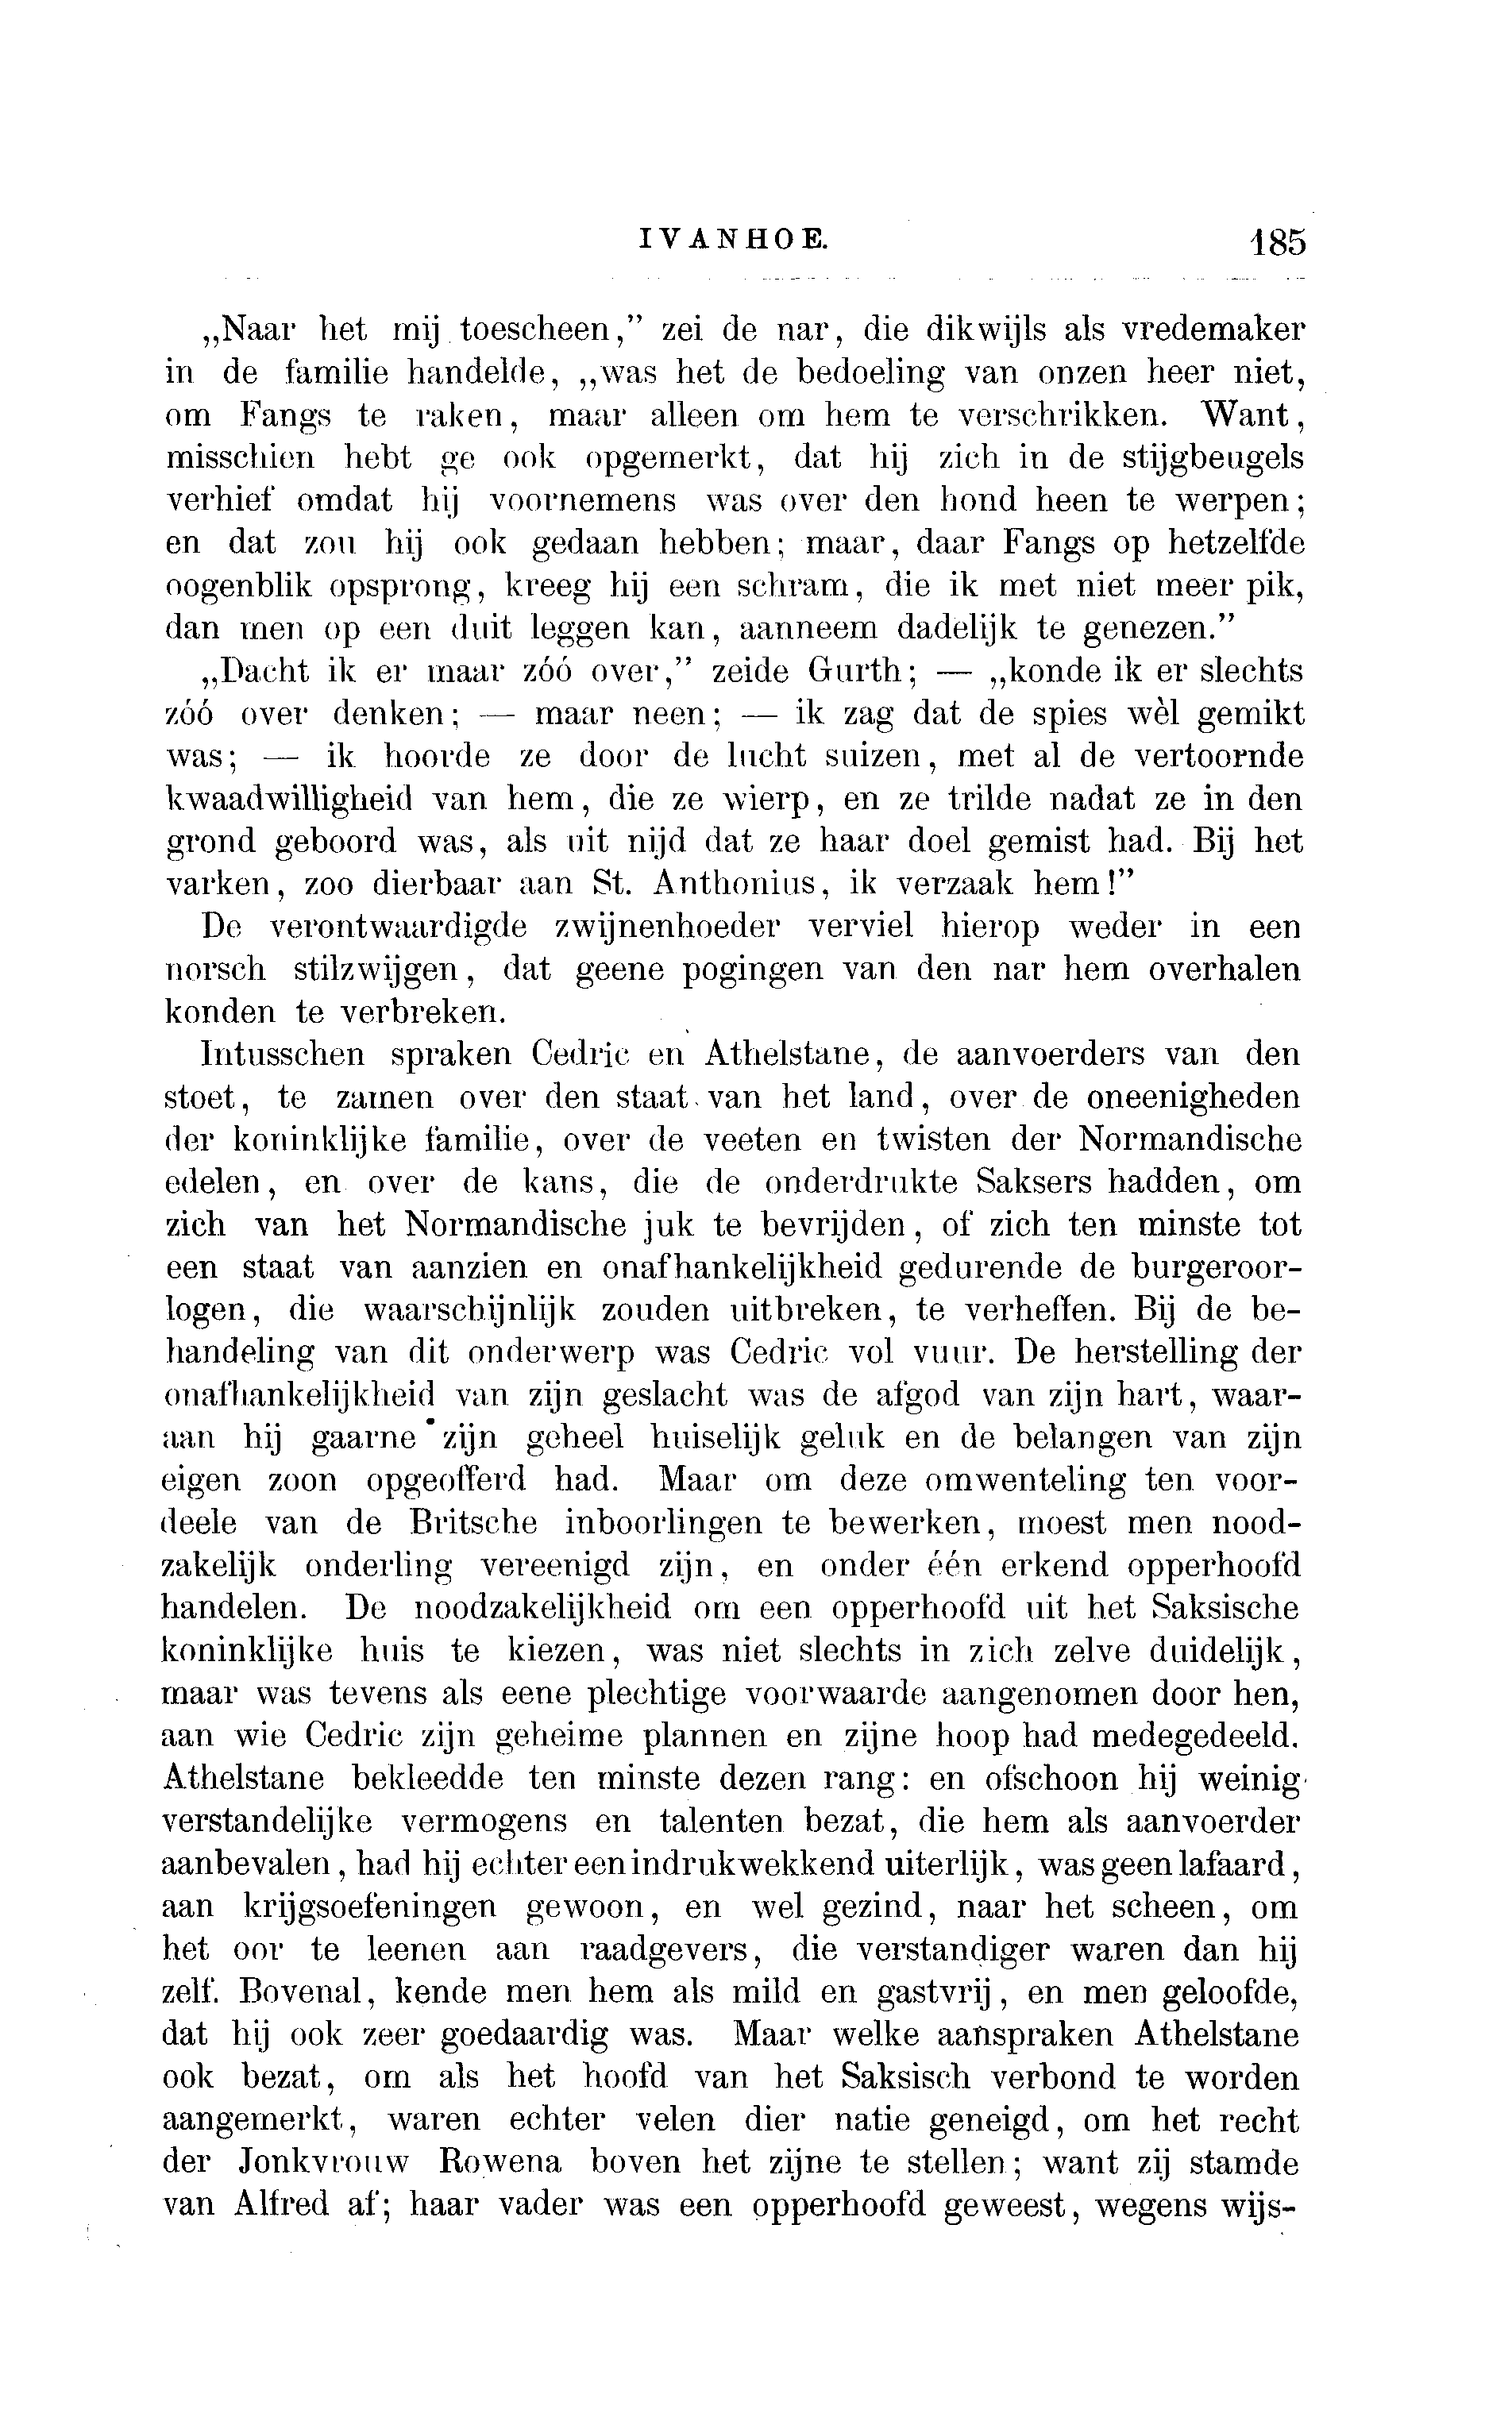 IVANHOE. 185
„Naar het mij toescheen,” zei de nar, die dikwijls als vredemaker
in de familie handelde, „was het de bedoeling van onzen heer niet,
om Fangs te raken, maar alleen om hem te verschrikken. Want,
misschien hebt ge ook opgemerkt, dat hij zich in de stijgbeugels
verhief omdat hij voornemens was over den hond heen te werpen;
en dat zou hij ook gedaan hebben; maar, daar Fangs op hetzelfde
oogenblik opsprong, kreeg hij een schram, die ik met niet meer pik,
dan men op een duit leggen kan, aanneem dadelijk te genezen.”
„Dacht ik er maar zóó over,” zeide Gurth; — „konde ik er slechts
zóó over denken; — maar neen; — ik zag dat de spies wèl gemikt
was; — ik hoorde ze door de lucht suizen, met al de vertoornde
kwaadwilligheid van hem, die ze wierp, en ze trilde nadat ze in den
grond geboord was, als uit nijd dat ze haar doel gemist had. Bij het
varken, zoo dierbaar aan St. Anthonius, ik verzaak hem!”
De verontwaardigde zwijnenhoeder verviel hierop weder in een
norsch stilzwijgen, dat geene pogingen van den nar hem overhalen
konden te verbreken.
Intusschen spraken Cedric en Athelstane, de aanvoerders van den
stoet, te zamen over den staat van het land, over de oneenigheden
der koninklijke familie, over de veeten en twisten der Normandische
edelen, en over de kans, die de onderdrukte Saksers hadden, om
zich van het Normandische juk te bevrijden, of zich ten minste tot
een staat van aanzien en onafhankelijkheid gedurende de burgeroor-
logen, die waarschijnlijk zouden uitbreken, te verheffen. Bij de be-
handeling van dit onderwerp was Cedric vol vuur. De herstelling der
onafhankelijkheid van zijn geslacht was de afgod van zijn hart, waar-
aan hij gaarne zijn geheel huiselijk geluk en de belangen van zijn
eigen zoon opgeofferd had. Maar om deze omwenteling ten voor-
deele van de Britsche inboorlingen te bewerken, moest men nood-
zakelijk onderling vereenigd zijn, en onder één erkend opperhoofd
handelen. De noodzakelijkheid om een opperhoofd uit het Saksische
koninklijke huis te kiezen, was niet slechts in zich zelve duidelijk,
maar was tevens als eene plechtige voorwaarde aangenomen door hen,
aan wie Cedric zijn geheime plannen en zijne hoop had medegedeeld.
Athelstane bekleedde ten minste dezen rang: en ofschoon hij weinig
verstandelijke vermogens en talenten bezat, die hem als aanvoerder
aanbevalen, had hij echter een indrukwekkend uiterlijk, was geen lafaard,
aan krijgsoefeningen gewoon, en wel gezind, naar het scheen, om
het oor te leenen aan raadgevers, die verstandiger waren dan hij
zelf. Bovenal, kende men hem als mild en gastvrij, en men geloofde,
dat hij ook zeer goedaardig was. Maar welke aanspraken Athelstane
ook bezat, om als het hoofd van het Saksisch verbond te worden
aangemerkt, waren echter velen dier natie geneigd, om het recht
der Jonkvrouw Rowena boven het zijne te stellen; want zij stamde
van Alfred af; haar vader was een opperhoofd geweest, wegens wijs-